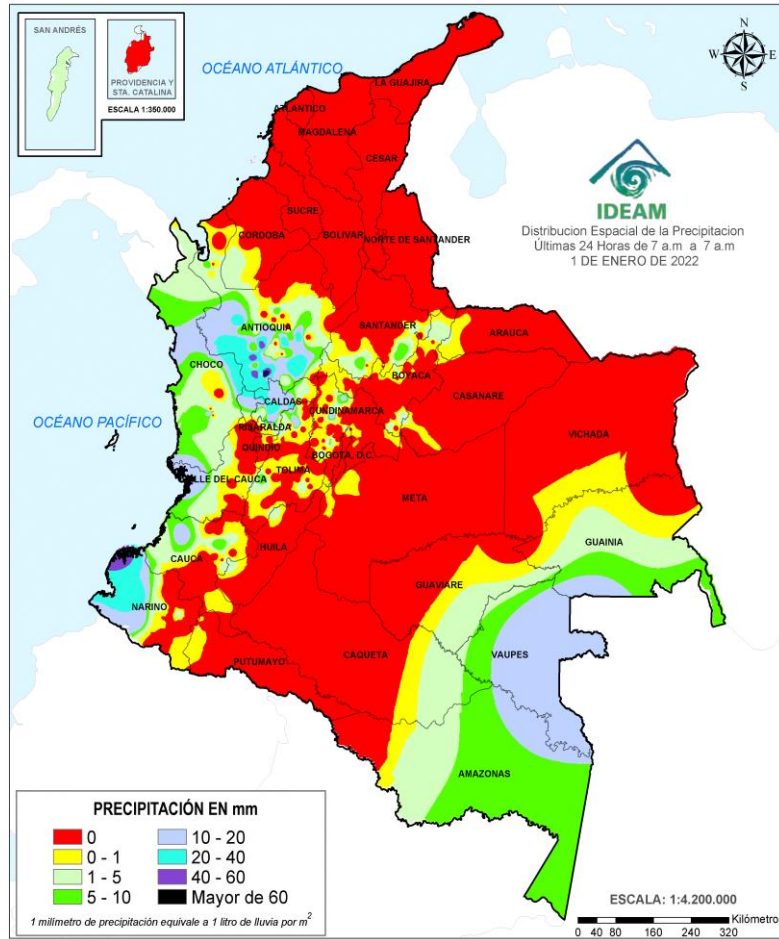 SAN ANDRÉS
PROVIDENCIA Y
STA. CATALINA
ESCALA 1:350.000
OCÉANO ATLÁNTICO
N
W
E
S
LA GUAJIRA
ATLANTICO
MAGDALENA
CESAR
IDEAM
Distribucion Espacial de la Precipitacion
Últimas 24 Horas de 7 a.m a 7 a.m
1 DE ENERO DE 2022
SUCRE
CORDOBA
BOLIVAR
NORTE DE SANTANDER
ANTIOQUIA
SANTANDER
ARAUCA
CHOCO
BOYACA
CALDAS
CASANARE
CUNDINAMARCA
OCÉANO PACÍFICO
RISARALDA
VICHADA
QUINDIO
BOGOTA, D.C.
TOLIMA
VALLE DEL CAUCA
META
GUAINIA
HUILA
CAUCA
GUAVIARE
NARIÑO
VAUPES
CAQUETA
PUTUMAYO
AMAZONAS
PRECIPITACIÓN EN mm
0
10 - 20
0 - 1
20 - 40
1 - 5
40 - 60
5 - 10
Mayor de 60
1 milímetro de precipitación equivale a 1 litro de lluvia por m2
ESCALA: 1:4.200.000
Kilómetro
0 40 80 160 240 320